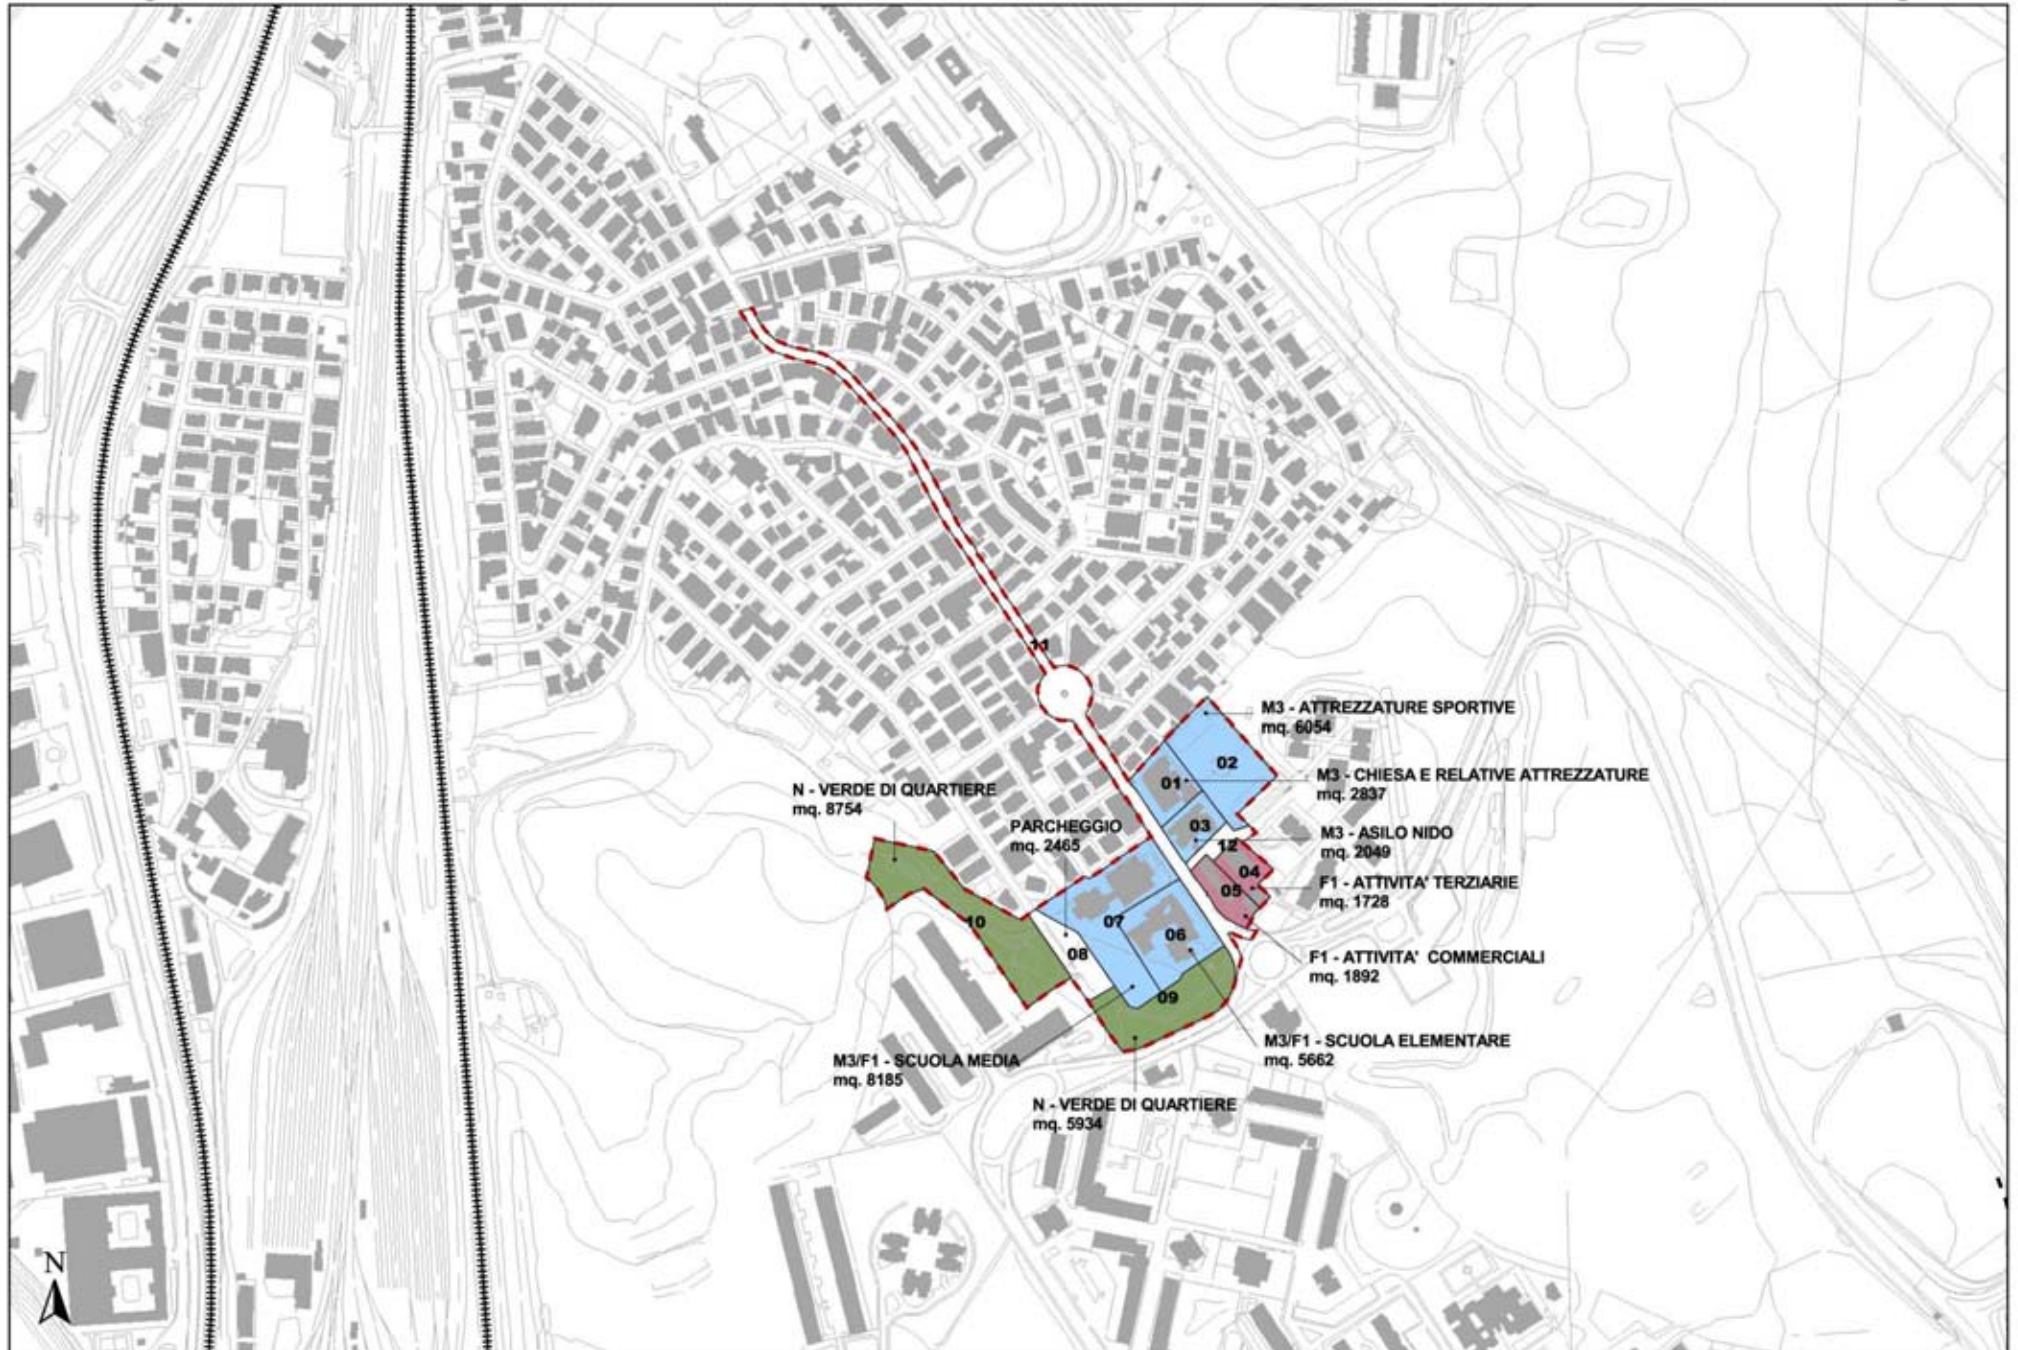 11
M3 - ATTREZZATURE SPORTIVE
mq. 6054
02
01
M3 - CHIESA E RELATIVE ATTREZZATURE
mq. 2837
N - VERDE DI QUARTIERE
mq. 8754
PARCHEGGIO
mq. 2465
03
M3 - ASILO NIDO
mq. 2049
12
04
05
F1 - ATTIVITA' TERZIARIE
mq. 1728
10
07
06
08
F1 - ATTIVITA' COMMERCIALI
mq. 1892
09
M3/F1 - SCUOLA MEDIA
mq. 8185
M3/F1 - SCUOLA ELEMENTARE
mq. 5662
N - VERDE DI QUARTIERE
mq. 5934
N